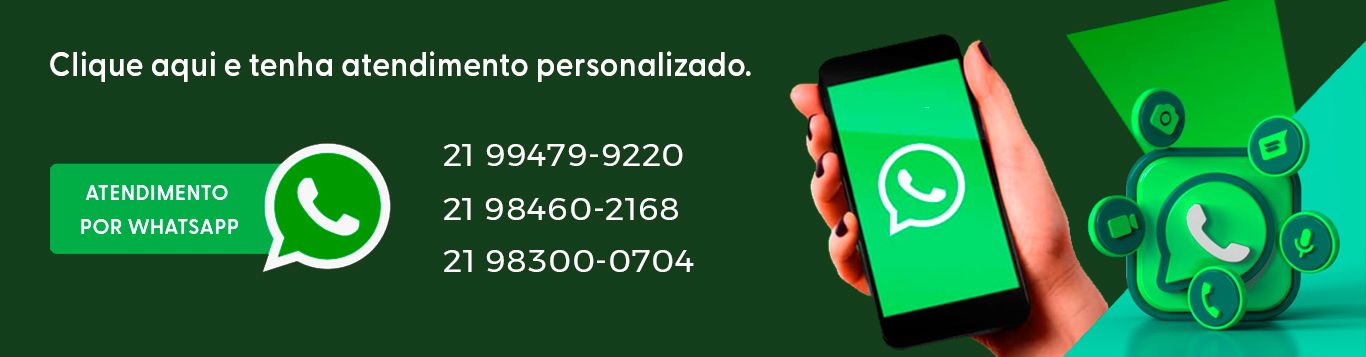 Clique aqui e tenha atendimento personalizado.
ATENDIMENTO
POR WHATSAPP
21 99479-9220
21 98460-2168
21 98300-0704